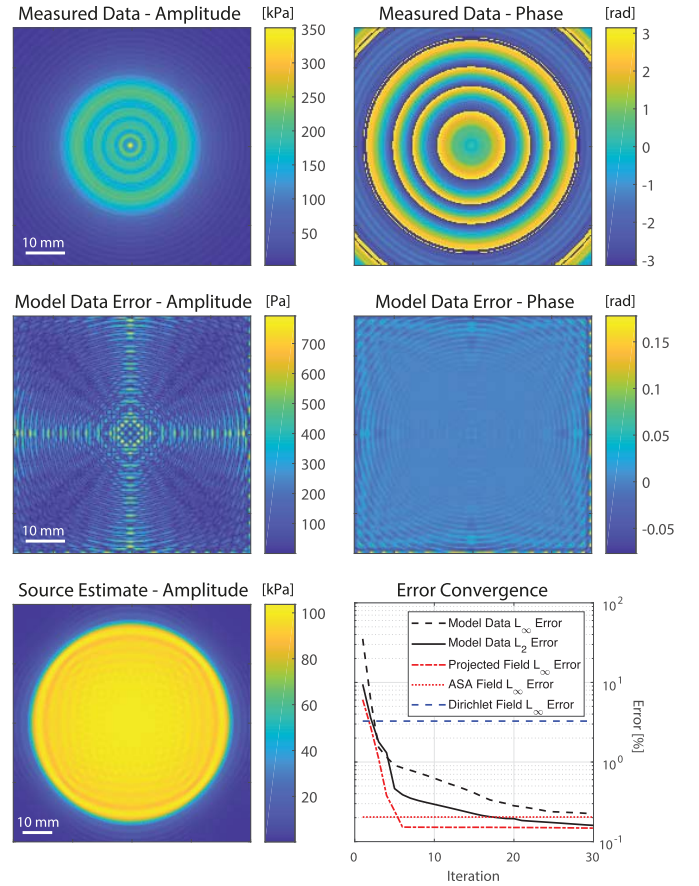 Measured Data - Amplitude
[kPa]
350
300
250
200
150
100
50
10 mm
Measured Data - Phase
[rad]
3
2
1
0
-1
-2
-3
Model Data Error - Amplitude
[Pa]
700
600
500
400
300
200
100
10 mm
Model Data Error - Phase
[rad]
0.15
0.1
0.05
0
-0.05
Source Estimate - Amplitude
[kPa]
100
80
60
40
20
10 mm
Error Convergence
Model Data L∞ Error
Model Data L2 Error
Projected Field L∞ Error
ASA Field L∞ Error
Dirichlet Field L∞ Error
10^2
10^1
10^0
10^-1
Error [%]
0 10 20 30
Iteration